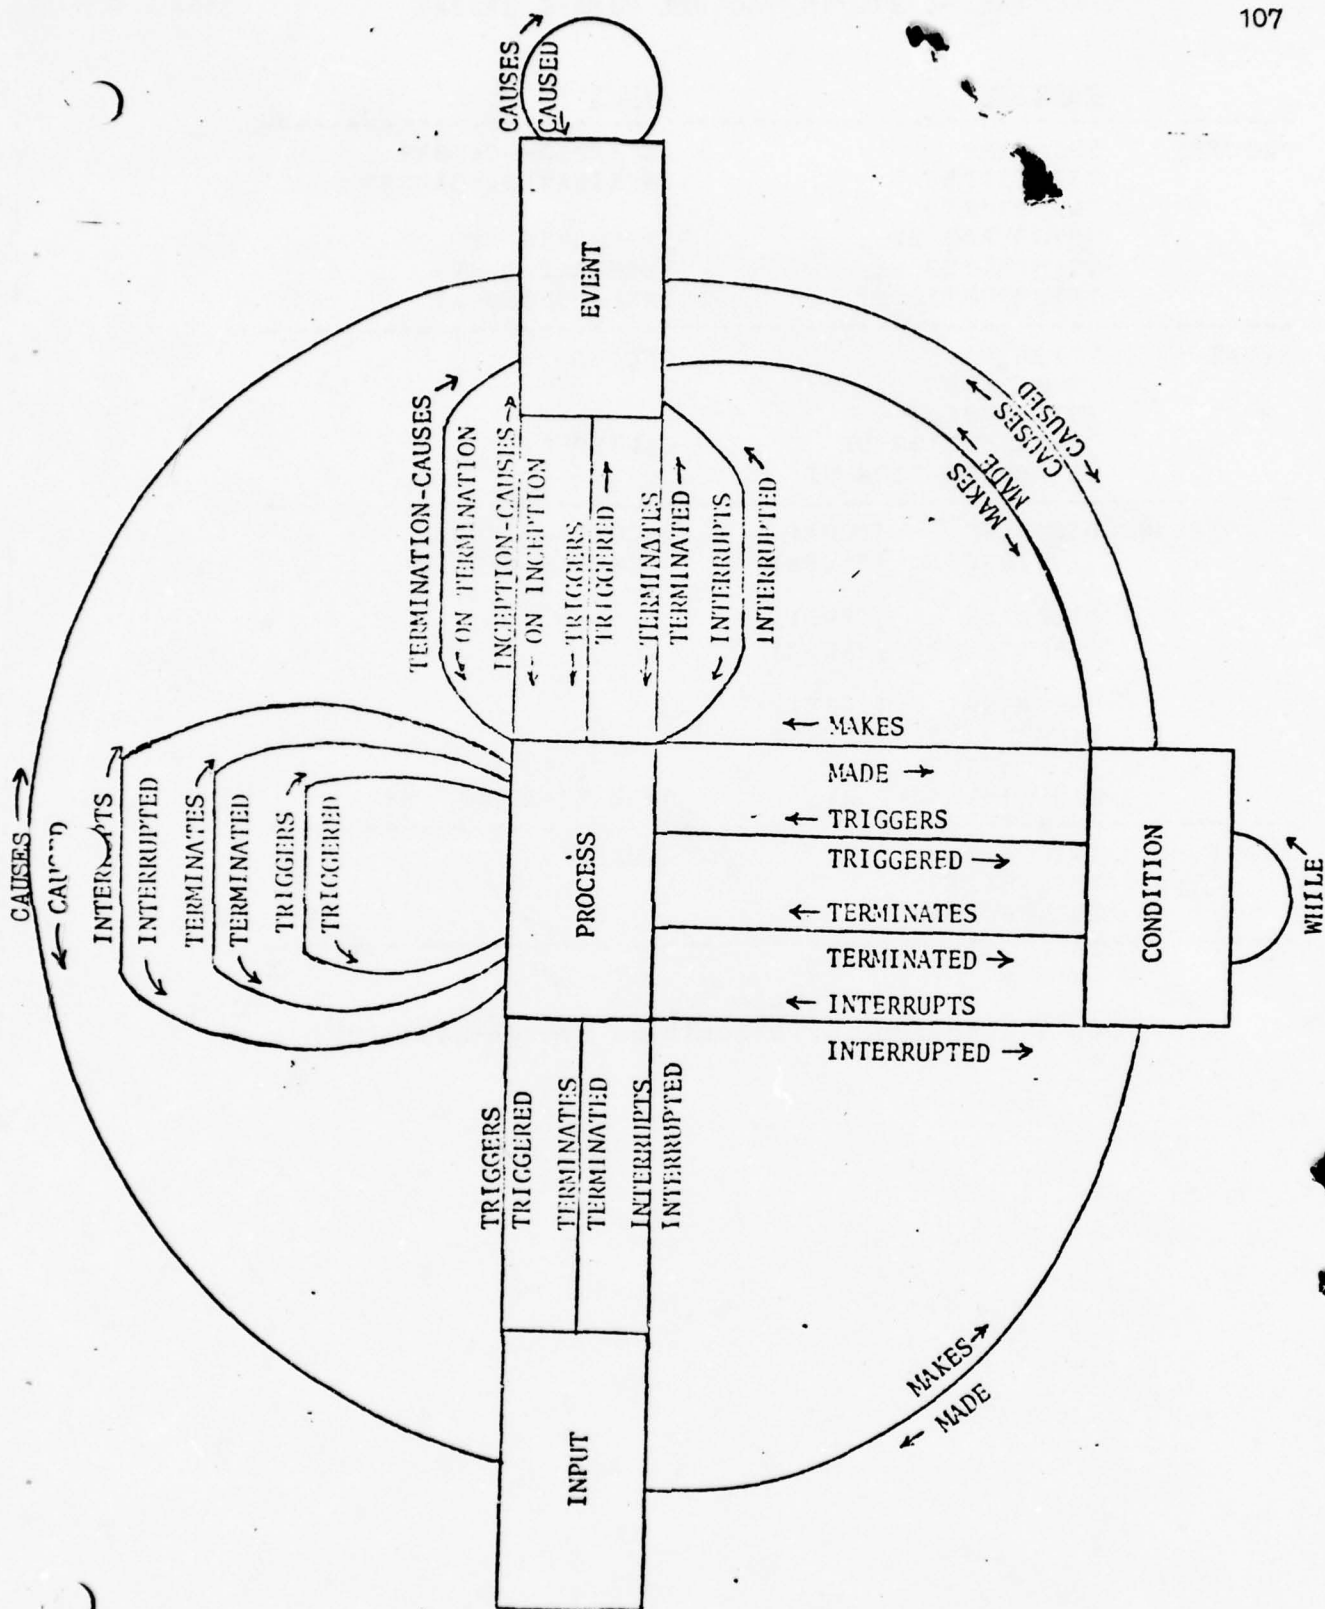 107
CAUSES →
CAUSED →
EVENT
TERMINATION-CAUSES →
← ON TERMINATION
INCEPTION-CAUSES →
← ON INCEPTION
← TRIGGERS
TRIGGERED →
← TERMINATES
TERMINATED →
← INTERRUPTS
INTERRUPTED →
← CAUSES
CAUSED →
← MADE
MAKES →
CAUSES →
← CAUSED
INTERRUPTS →
← INTERRUPTED
TERMINATES →
← TERMINATED
TRIGGERS →
← TRIGGERED
PROCESS
← MAKES
MADE →
← TRIGGERS
TRIGGERED →
← TERMINATES
TERMINATED →
← INTERRUPTS
INTERRUPTED →
CONDITION
WHILE →
TRIGGERS
TRIGGERED
TERMINATES
TERMINATED
INTERRUPTS
INTERRUPTED
INPUT
MAKES →
← MADE